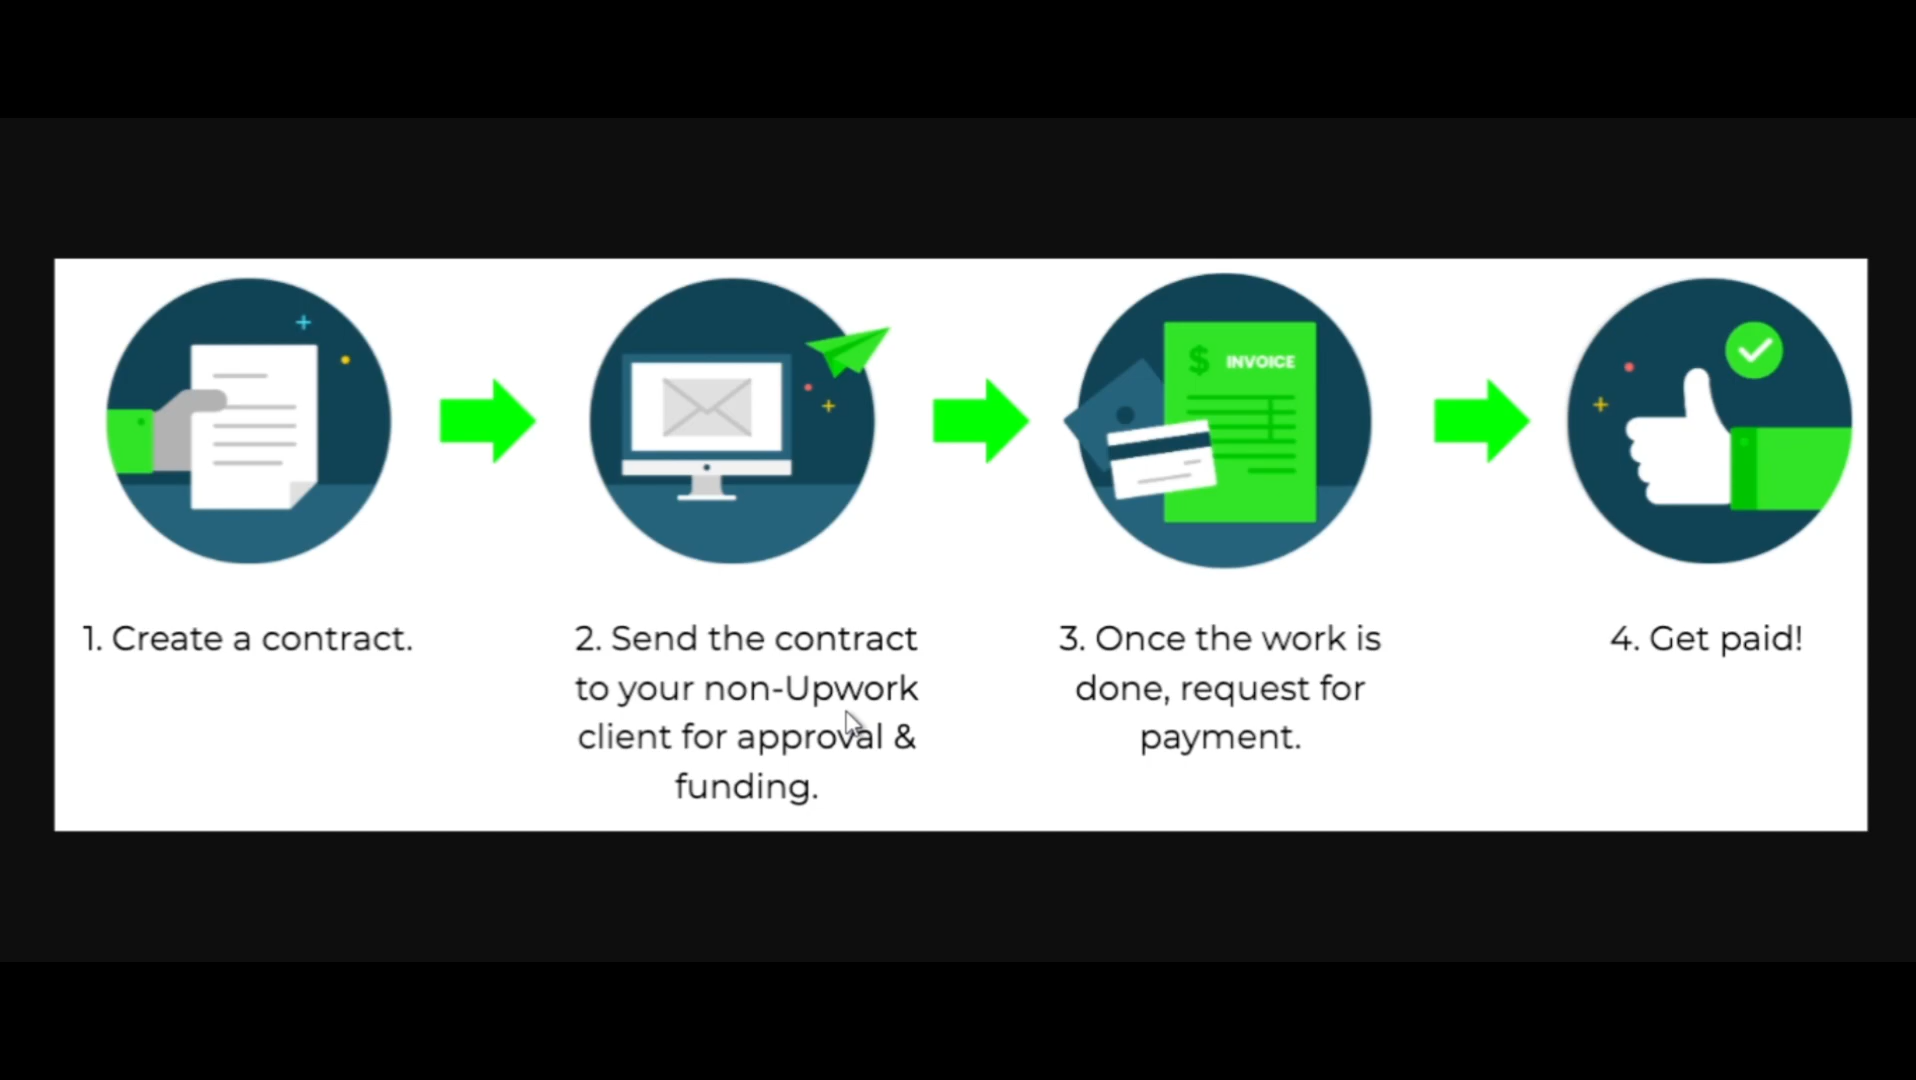 $ INVOICE
1. Create a contract.
2. Send the contract
to your non-Upwork
client for approval &
funding.
3. Once the work is
done, request for
payment.
4. Get paid!